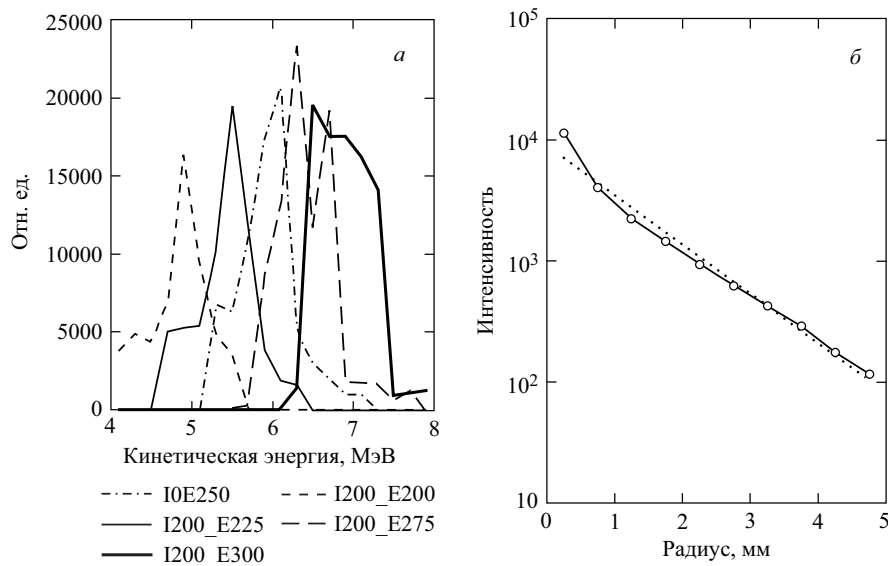 а
25000
20000
15000
10000
5000
0
Отн. ед.
4 5 6 7 8
Кинетическая энергия, МэВ
I0E250
I200_E200
I200_E225
I200_E275
I200_E300
б
10⁵
10⁴
10³
10²
10
Интенсивность
0 1 2 3 4 5
Радиус, мм